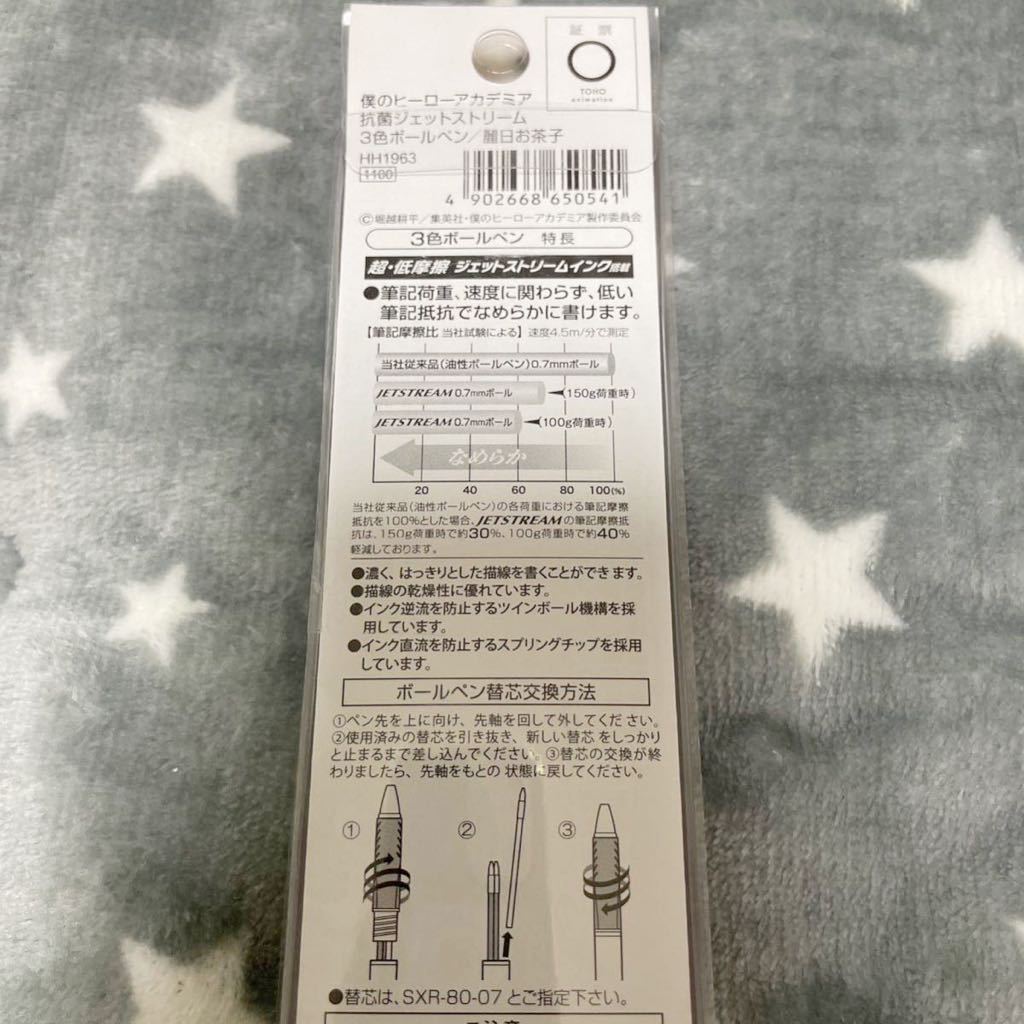 証票
TOHO
animation
僕のヒーローアカデミア
抗菌ジェットストリーム
3色ボールペン/麗日お茶子
HH1963
1100
4 902668 650541
©堀越耕平/集英社・僕のヒーローアカデミア製作委員会
3色ボールペン 特長
超・低摩擦 ジェットストリームインク搭載
●筆記荷重、速度に関わらず、低い
筆記抵抗でなめらかに書けます。
【筆記摩擦比 当社試験による】速度4.5m/分で測定
当社従来品(油性ボールペン)0.7mmボール
JETSTREAM 0.7mmボール (150g荷重時)
JETSTREAM 0.7mmボール (100g荷重時)
なめらか
20 40 60 80 100(%)
当社従来品(油性ボールペン)の各荷重における筆記摩擦
抵抗を100%とした場合、JETSTREAMの筆記摩擦抵
抗は、150g荷重時で約30%、100g荷重時で約40%
軽減しております。
●濃く、はっきりとした描線を書くことができます。
●描線の乾燥性に優れています。
●インク逆流を防止するツインボール機構を採
用しています。
●インク直流を防止するスプリングチップを採用
しています。
ボールペン替芯交換方法
①ペン先を上に向け、先軸を回して外してください。
②使用済みの替芯を引き抜き、新しい替芯をしっかり
と止まるまで差し込んでください。③替芯の交換が終
わりましたら、先軸をもとの状態に戻してください。
① ② ③
●替芯は、SXR-80-07 とご指定下さい。
ご注意